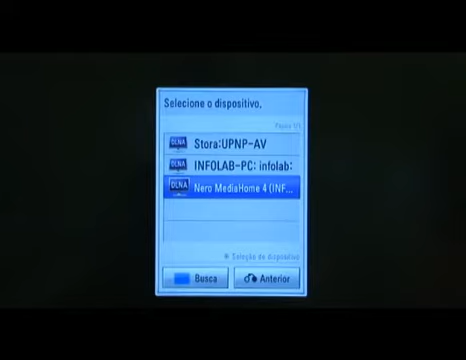 Selecione o dispositivo.
Página 1/1
DLNA Stora:UPNP-AV
DLNA INFOLAB-PC: infolab:
DLNA Nero MediaHome 4 (INF...
Seleção de dispositivo
Busca Anterior